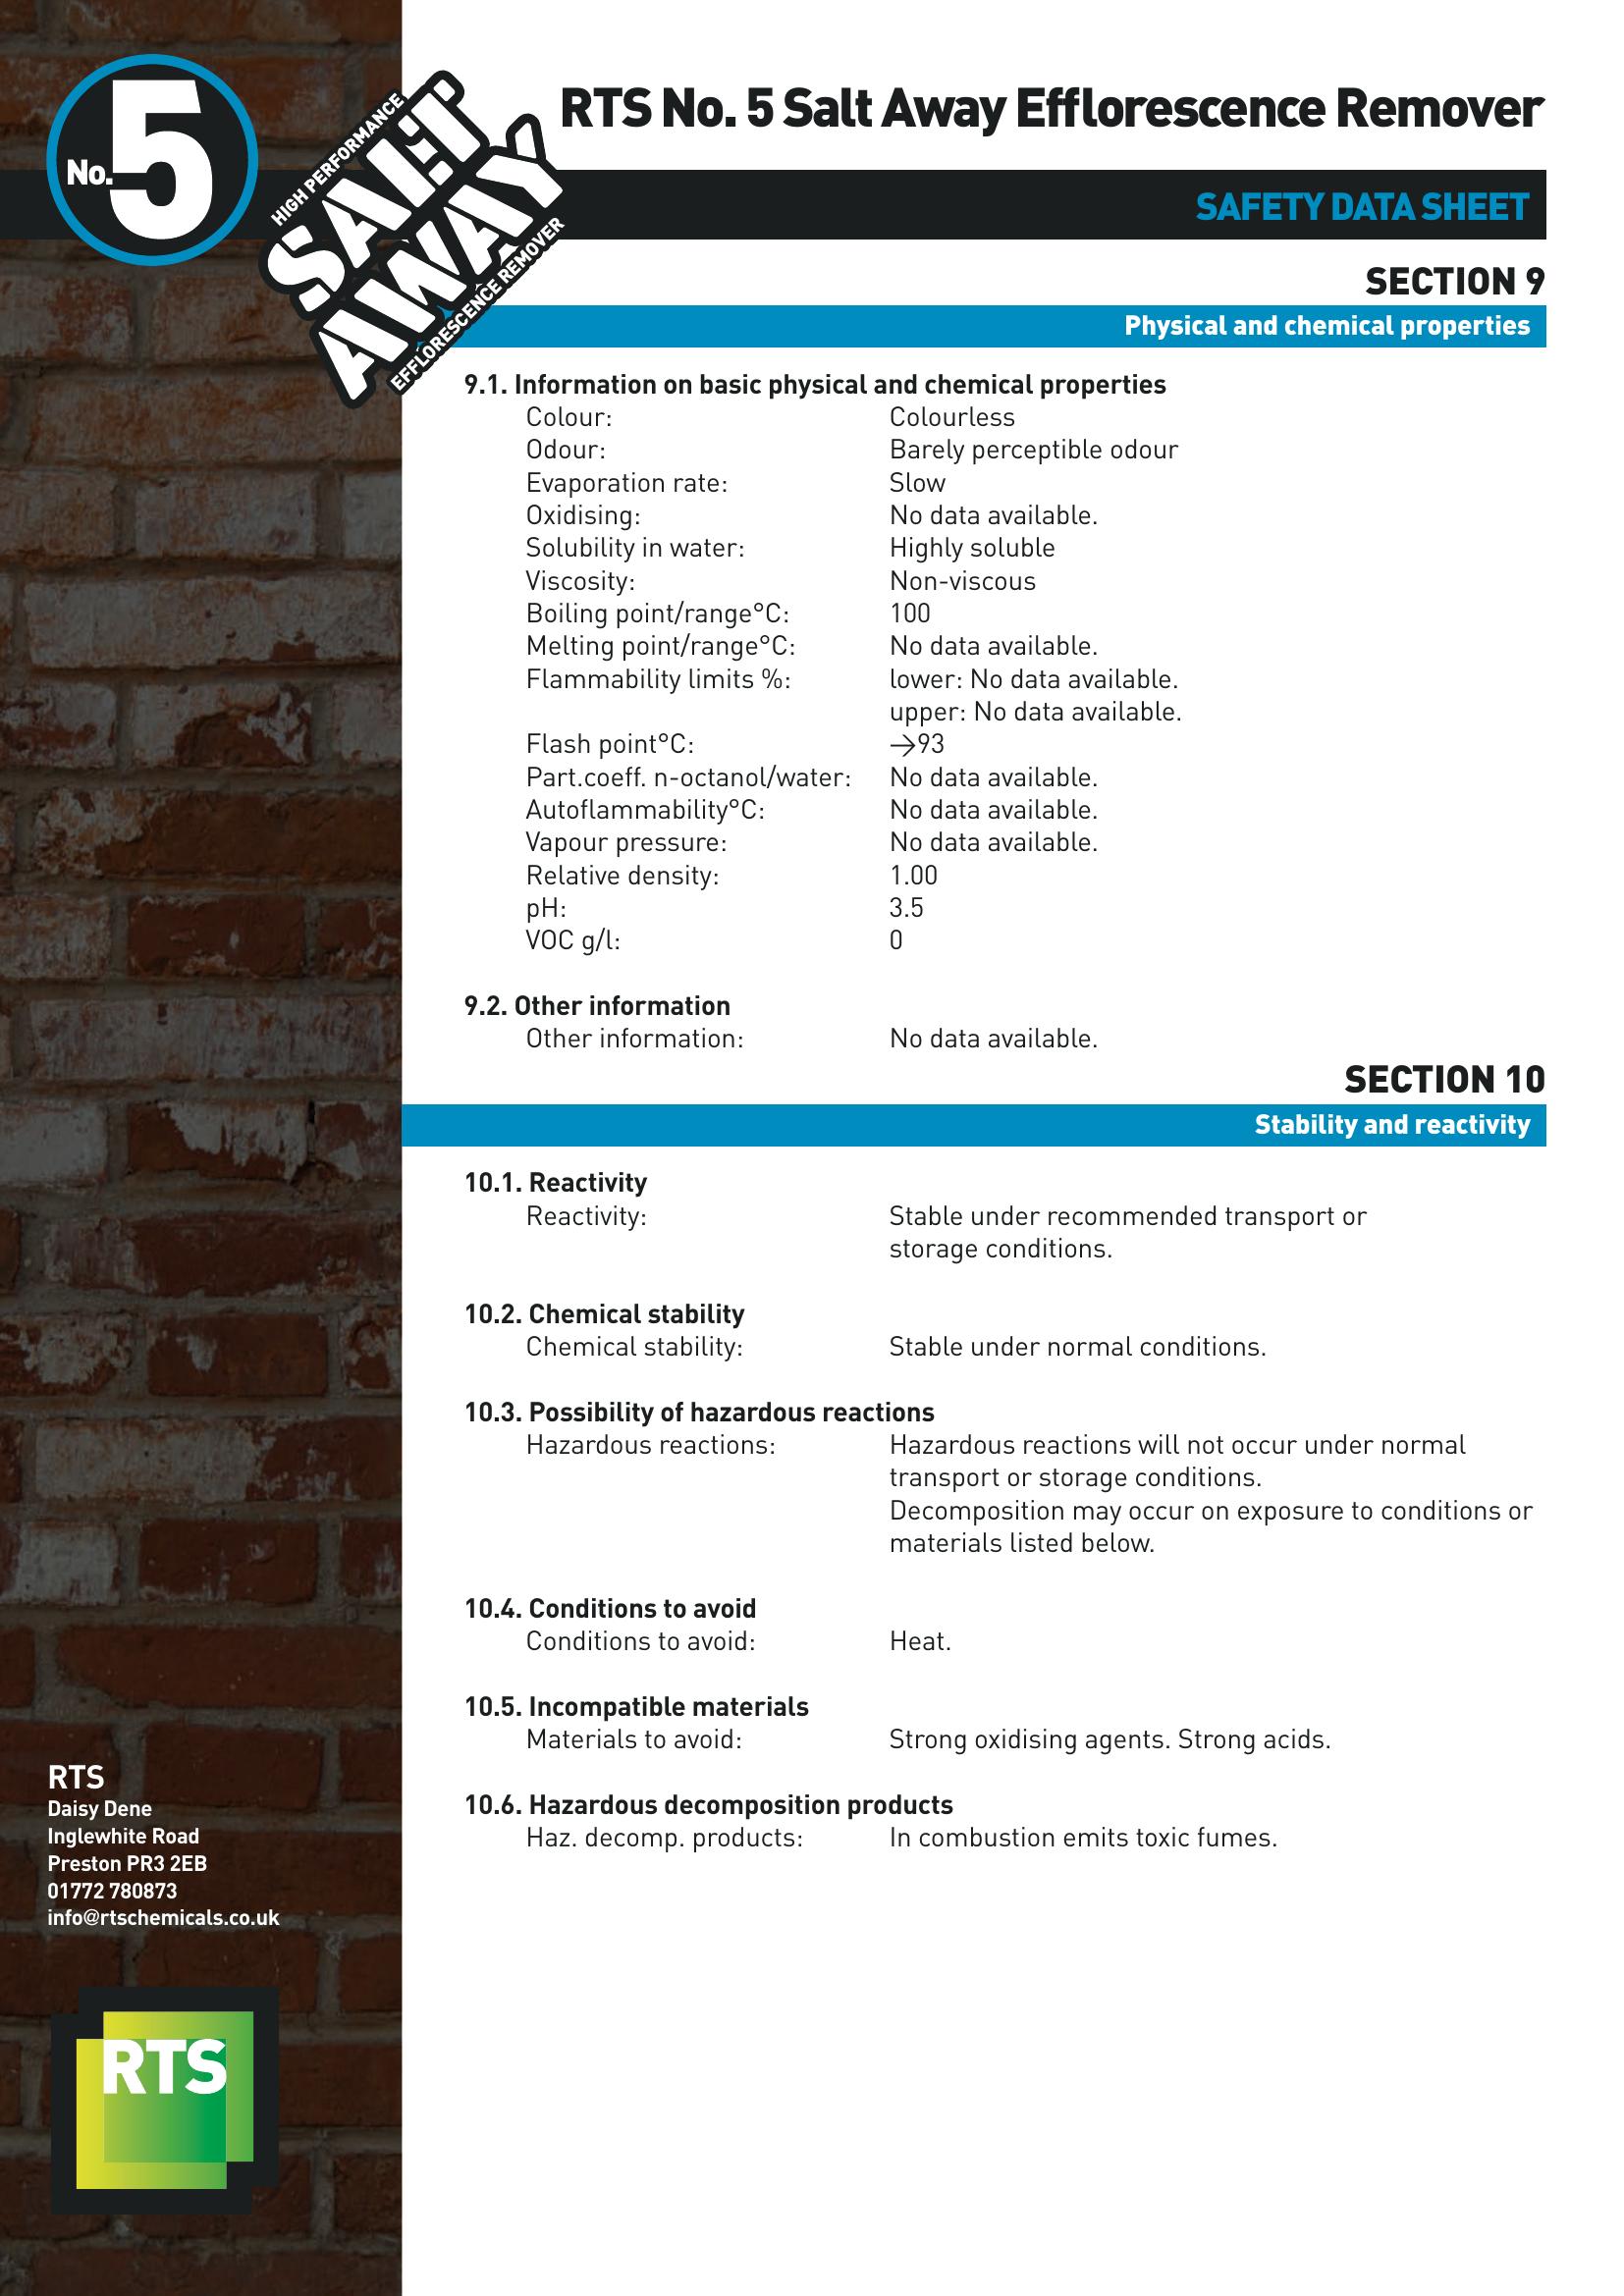 No.5
HIGH PERFORMANCE
SALT
AWAY
EFFLORESCENCE REMOVER
RTS No. 5 Salt Away Efflorescence Remover
SAFETY DATA SHEET
SECTION 9
Physical and chemical properties
9.1. Information on basic physical and chemical properties
Colour: Colourless
Odour: Barely perceptible odour
Evaporation rate: Slow
Oxidising: No data available.
Solubility in water: Highly soluble
Viscosity: Non-viscous
Boiling point/range°C: 100
Melting point/range°C: No data available.
Flammability limits %: lower: No data available.
upper: No data available.
Flash point°C: →93
Part.coeff. n-octanol/water: No data available.
Autoflammability°C: No data available.
Vapour pressure: No data available.
Relative density: 1.00
pH: 3.5
VOC g/l: 0
9.2. Other information
Other information: No data available.
SECTION 10
Stability and reactivity
10.1. Reactivity
Reactivity: Stable under recommended transport or
storage conditions.
10.2. Chemical stability
Chemical stability: Stable under normal conditions.
10.3. Possibility of hazardous reactions
Hazardous reactions: Hazardous reactions will not occur under normal
transport or storage conditions.
Decomposition may occur on exposure to conditions or
materials listed below.
10.4. Conditions to avoid
Conditions to avoid: Heat.
10.5. Incompatible materials
Materials to avoid: Strong oxidising agents. Strong acids.
10.6. Hazardous decomposition products
Haz. decomp. products: In combustion emits toxic fumes.
RTS
Daisy Dene
Inglewhite Road
Preston PR3 2EB
01772 780873
info@rtschemicals.co.uk
RTS